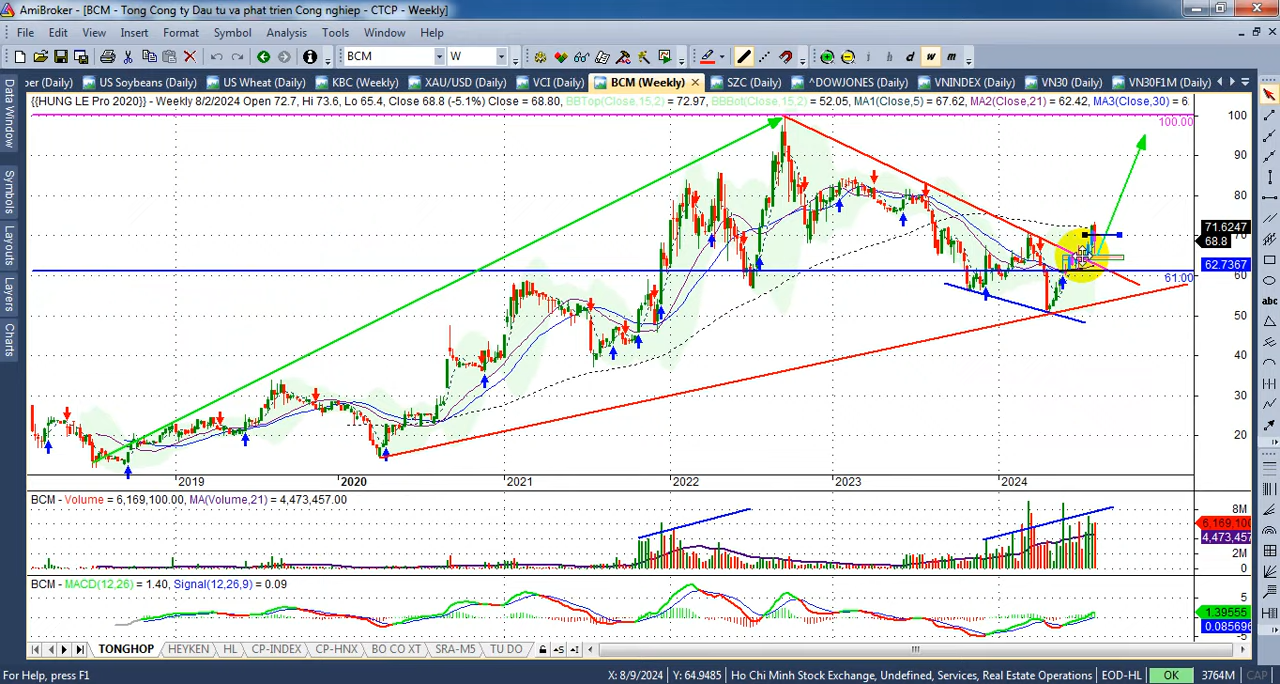 AmiBroker - [BCM - Tong Cong ty Dau tu va phat trien Cong nghiep - CTCP - Weekly]
File Edit View Insert Format Symbol Analysis Tools Window Help
BCM W i h d w m
per (Daily) US Soybeans (Daily) US Wheat (Daily) KBC (Weekly) XAU/USD (Daily) VCI (Daily) BCM (Weekly) SZC (Daily) ^DOWJONES (Daily) VNINDEX (Daily) VN30 (Daily) VN30F1M (Daily)
Data Window
Symbols
Layouts
Layers
Charts
{{HUNG LE Pro 2020}} - Weekly 8/2/2024 Open 72.7, Hi 73.6, Lo 65.4, Close 68.8 (-5.1%) Close = 68.80, BBTop(Close,15.2) = 72.97, BBBot(Close,15.2) = 52.05, MA1(Close,5) = 67.62, MA2(Close,21) = 62.42, MA3(Close,30) = 6
100.00
100
90
80
71.6247
68.8
70
62.7367
60
61.00
50
40
30
20
2019 2020 2021 2022 2023 2024
BCM - Volume = 6,169,100.00, MA(Volume,21) = 4,473,457.00
8M
6,169,100
4,473,457
2M
0
BCM - MACD(12,26) = 1.40, Signal(12,26,9) = 0.09
5
1.39555
0.085696
-5
TONGHOP HEYKEN HL CP-INDEX CP-HNX BO CO XT SRA-M5 TU DO
For Help, press F1 X: 8/9/2024 Y: 64.9485 Ho Chi Minh Stock Exchange, Undefined, Services, Real Estate Operations EOD-HL OK 3764M CAP
abc